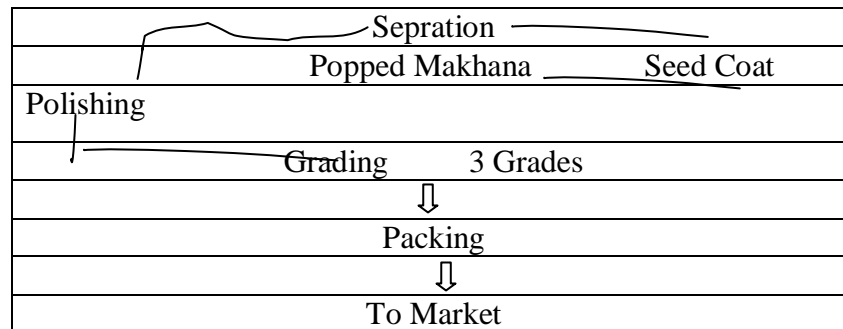 Sepration
Popped Makhana Seed Coat
Polishing
Grading 3 Grades
Packing
To Market